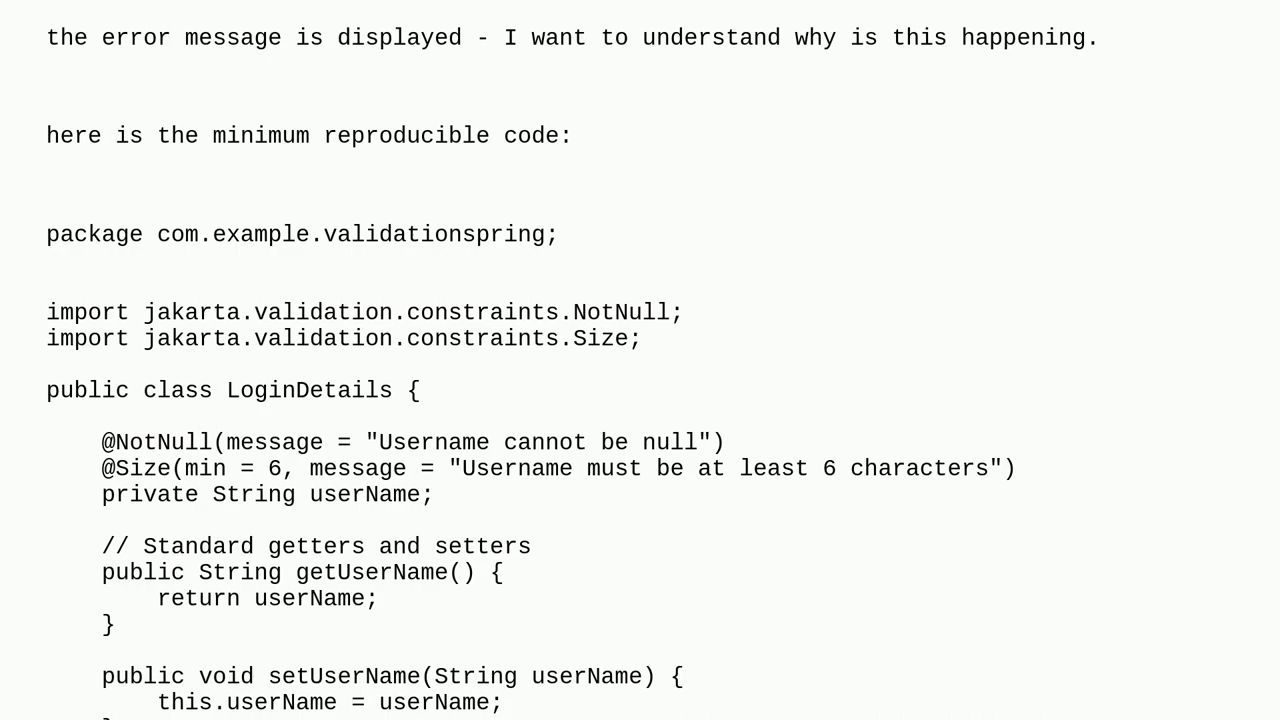 the error message is displayed - I want to understand why is this happening.
here is the minimum reproducible code:
package com.example.validationspring;
import jakarta.validation.constraints.NotNull;
import jakarta.validation.constraints.Size;
public class LoginDetails {
    @NotNull(message = "Username cannot be null")
    @Size(min = 6, message = "Username must be at least 6 characters")
    private String userName;
    // Standard getters and setters
    public String getUserName() {
        return userName;
    }
    public void setUserName(String userName) {
        this.userName = userName;